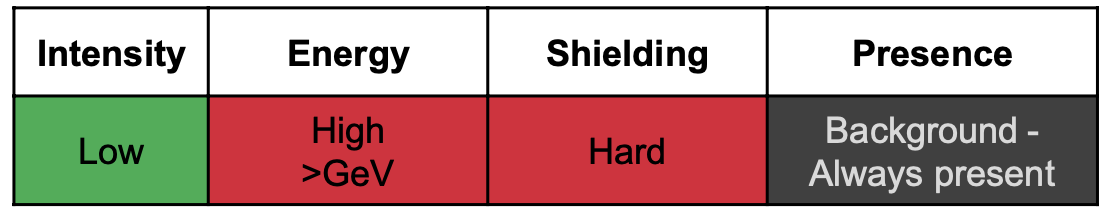 Intensity Energy Shielding Presence
Low High >GeV Hard Background - Always present